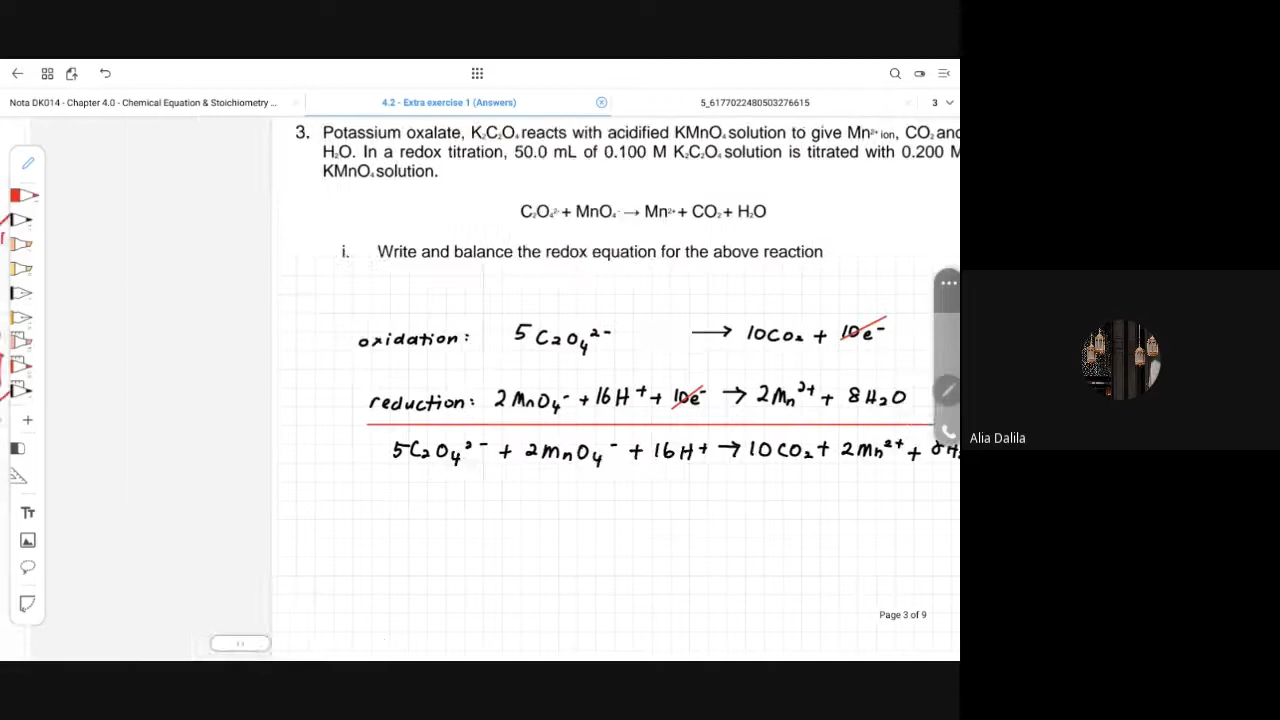 Nota DK014 - Chapter 4.0 - Chemical Equation & Stoichiometry ...
4.2 - Extra exercise 1 (Answers)
5_6177022480503276615
3
3. Potassium oxalate, K₂C₂O₄ reacts with acidified KMnO₄ solution to give Mn²⁺ ion, CO₂ and
H₂O. In a redox titration, 50.0 mL of 0.100 M K₂C₂O₄ solution is titrated with 0.200 M
KMnO₄ solution.
C₂O₄²⁻ + MnO₄⁻ → Mn²⁺ + CO₂ + H₂O
i. Write and balance the redox equation for the above reaction
oxidation: 5C₂O₄²⁻ → 10CO₂ + 10e⁻
reduction: 2MnO₄⁻ + 16H⁺ + 10e⁻ → 2Mn²⁺ + 8H₂O
5C₂O₄²⁻ + 2MnO₄⁻ + 16H⁺ → 10CO₂ + 2Mn²⁺ + 8H₂
Page 3 of 9
Tт
Alia Dalila